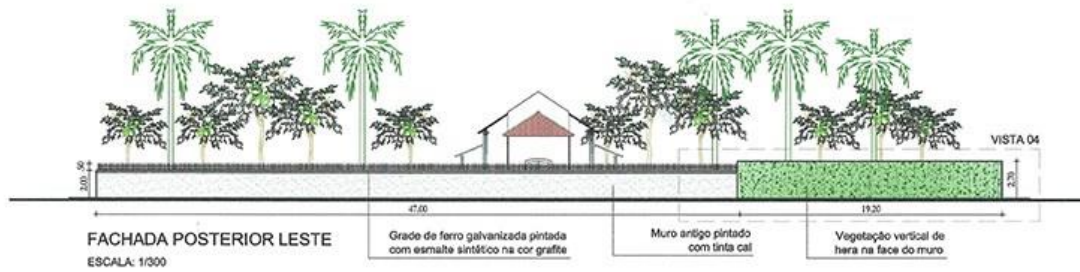 VISTA 04
.50
2.00
2.70
47.00
19.20
FACHADA POSTERIOR LESTE
ESCALA: 1/300
Grade de ferro galvanizada pintada
com esmalte sintético na cor grafite
Muro antigo pintado
com tinta cal
Vegetação vertical de
hera na face do muro